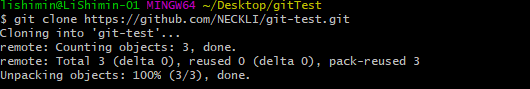 lishimin@LiShimin-01 MINGW64 ~/Desktop/gitTest
$ git clone https://github.com/NECKLI/git-test.git
Cloning into 'git-test'...
remote: Counting objects: 3, done.
remote: Total 3 (delta 0), reused 0 (delta 0), pack-reused 3
Unpacking objects: 100% (3/3), done.